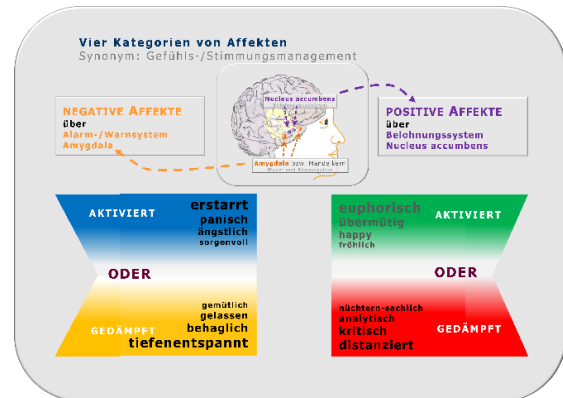 Vier Kategorien von Affekten
Synonym: Gefühls-/Stimmungsmanagement
NEGATIVE AFFEKTE
über
Alarm-/Warnsystem
Amygdala
Nucleus accumbens
Amygdala bzw. Mandelkern
POSITIVE AFFEKTE
über
Belohnungssystem
Nucleus accumbens
AKTIVIERT
erstarrt
panisch
ängstlich
sorgenvoll
ODER
gemütlich
gelassen
behaglich
tiefenentspannt
GEDÄMPFT
euphorisch
übermütig
happy
fröhlich
AKTIVIERT
ODER
nüchtern-sachlich
analytisch
kritisch
distanziert
GEDÄMPFT